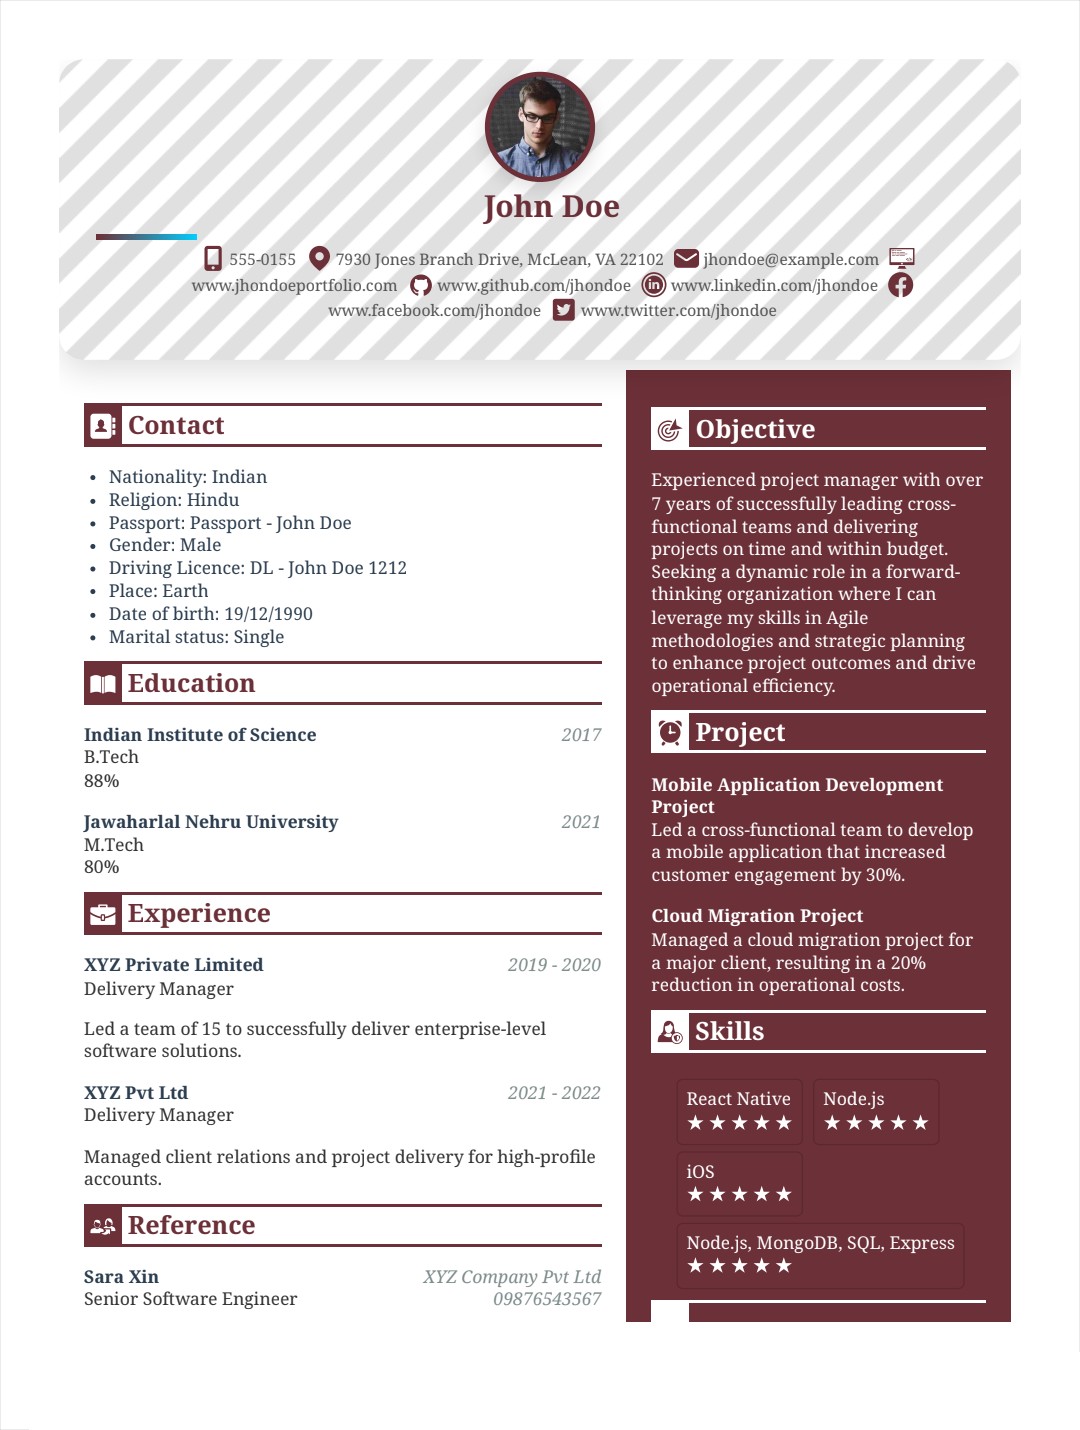 John Doe
555-0155 7930 Jones Branch Drive, McLean, VA 22102 jhondoe@example.com
www.jhondoeportfolio.com www.github.com/jhondoe www.linkedin.com/jhondoe
www.facebook.com/jhondoe www.twitter.com/jhondoe
Contact
• Nationality: Indian
• Religion: Hindu
• Passport: Passport - John Doe
• Gender: Male
• Driving Licence: DL - John Doe 1212
• Place: Earth
• Date of birth: 19/12/1990
• Marital status: Single
Education
Indian Institute of Science 2017
B.Tech
88%
Jawaharlal Nehru University 2021
M.Tech
80%
Experience
XYZ Private Limited 2019 - 2020
Delivery Manager
Led a team of 15 to successfully deliver enterprise-level
software solutions.
XYZ Pvt Ltd 2021 - 2022
Delivery Manager
Managed client relations and project delivery for high-profile
accounts.
Reference
Sara Xin XYZ Company Pvt Ltd
Senior Software Engineer 09876543567
Objective
Experienced project manager with over
7 years of successfully leading cross-
functional teams and delivering
projects on time and within budget.
Seeking a dynamic role in a forward-
thinking organization where I can
leverage my skills in Agile
methodologies and strategic planning
to enhance project outcomes and drive
operational efficiency.
Project
Mobile Application Development
Project
Led a cross-functional team to develop
a mobile application that increased
customer engagement by 30%.
Cloud Migration Project
Managed a cloud migration project for
a major client, resulting in a 20%
reduction in operational costs.
Skills
React Native Node.js
★ ★ ★ ★ ★ ★ ★ ★ ★ ★
iOS
★ ★ ★ ★ ★
Node.js, MongoDB, SQL, Express
★ ★ ★ ★ ★